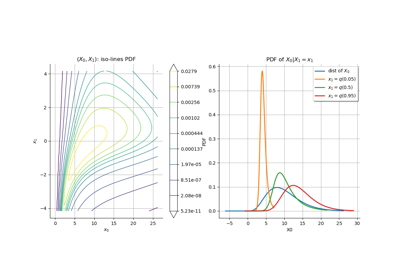 (X₀, X₁): iso-lines PDF
4
2
0
−2
−4
x₁
0
5
10
15
20
25
x₀
0.0279
0.00739
0.00256
0.00102
0.000444
0.000137
1.97e-05
8.51e-07
2.08e-08
5.23e-11
PDF of X₀|X₁ = x₁
0.6
0.5
0.4
0.3
0.2
0.1
0.0
PDF
−5
0
5
10
15
20
25
30
X0
dist of X₀
x₁ = q(0.05)
x₁ = q(0.5)
x₁ = q(0.95)